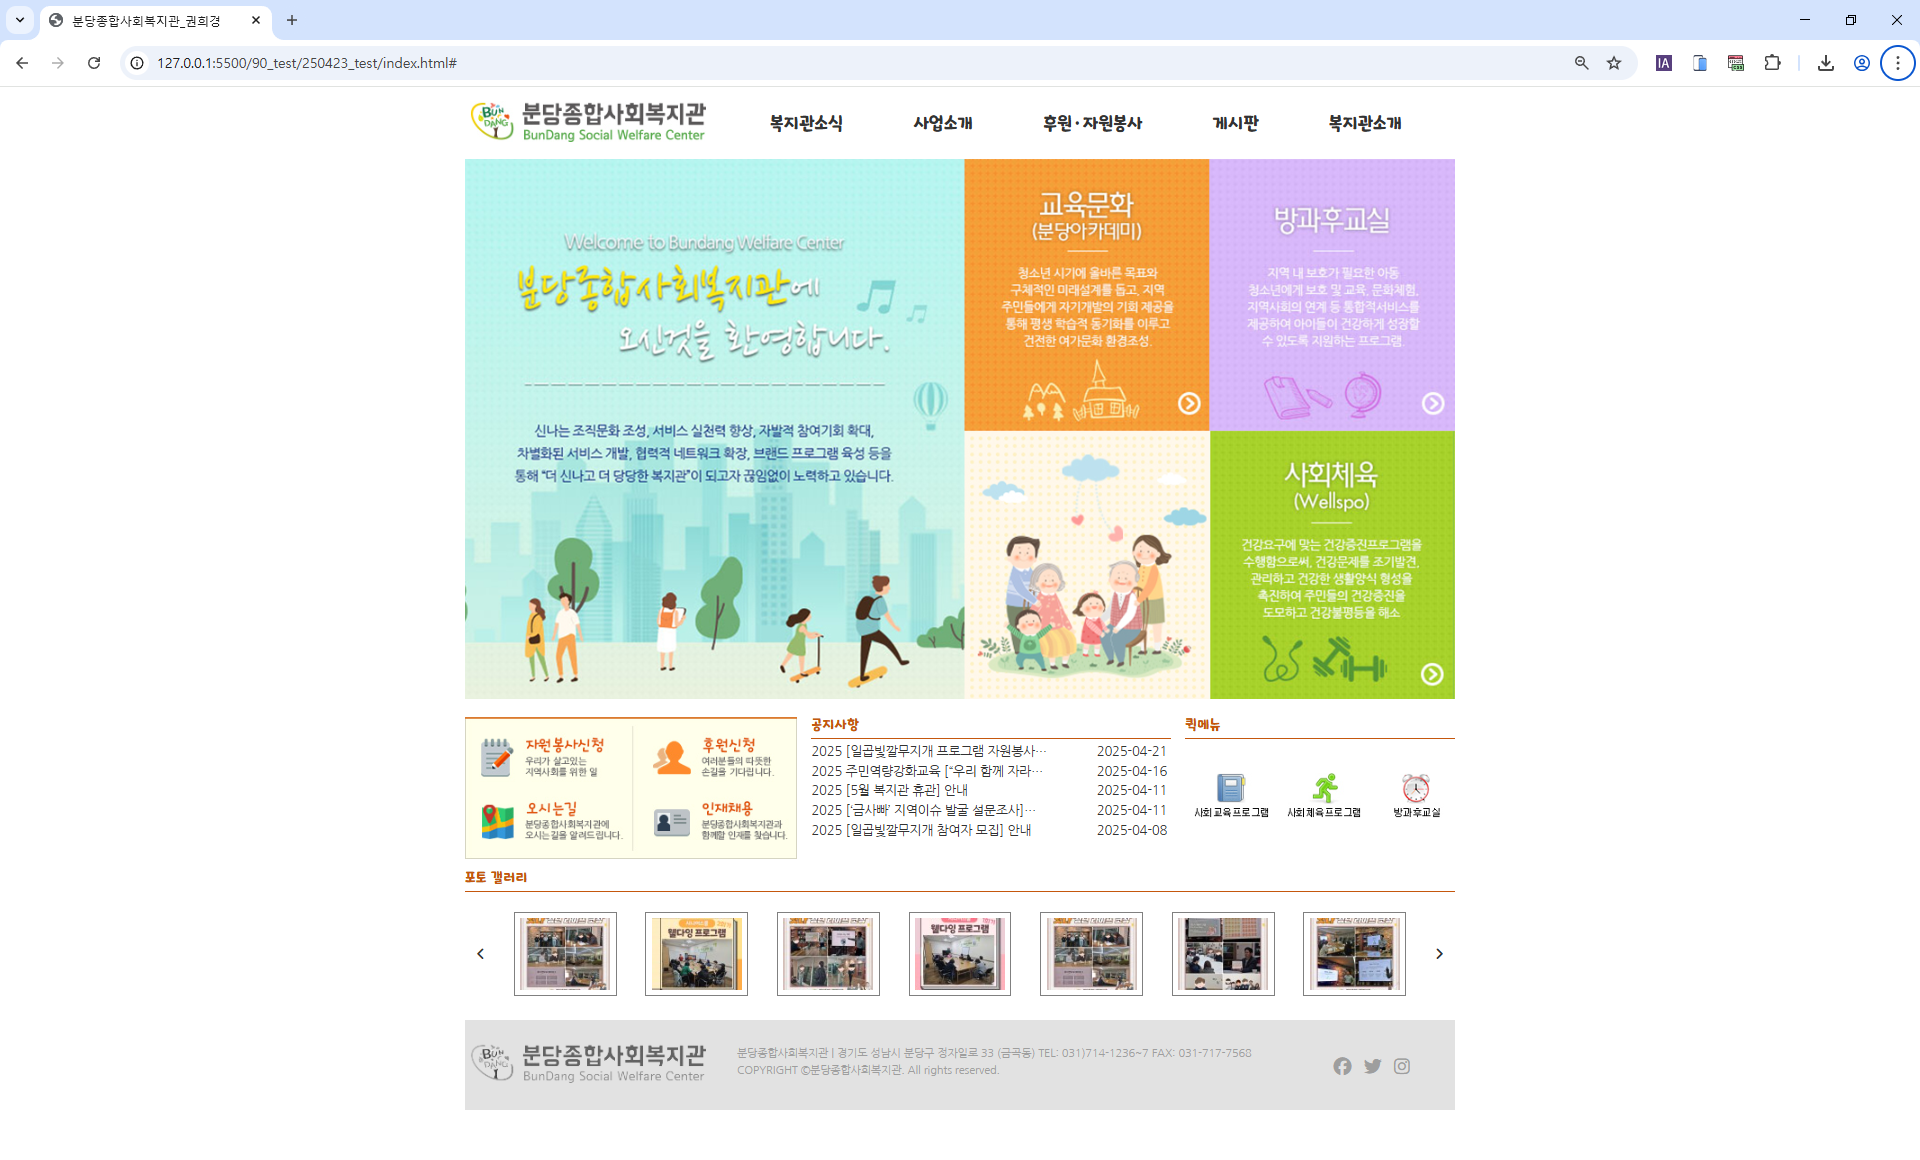 분당종합사회복지관_권희경
127.0.0.1:5500/90_test/250423_test/index.html#
IA
BUN DANG
분당종합사회복지관
BunDang Social Welfare Center
복지관소식
사업소개
후원·자원봉사
게시판
복지관소개
Welcome to Bundang Welfare Center
분당종합사회복지관에
오신것을 환영합니다.
신나는 조직문화 조성, 서비스 실천력 향상, 자발적 참여기회 확대,
차별화된 서비스 개발, 협력적 네트워크 확장, 브랜드 프로그램 육성 등을
통해 “더 신나고 더 당당한 복지관”이 되고자 끊임없이 노력하고 있습니다.
교육문화
(분당아카데미)
청소년 시기에 올바른 목표와
구체적인 미래설계를 돕고, 지역
주민들에게 자기개발의 기회 제공을
통해 평생 학습적 동기화를 이루고
건전한 여가문화 환경조성.
방과후교실
지역 내 보호가 필요한 아동
청소년에게 보호 및 교육, 문화체험,
지역사회의 연계 등 통합적서비스를
제공하여 아이들이 건강하게 성장할
수 있도록 지원하는 프로그램.
사회체육
(Wellspo)
건강요구에 맞는 건강증진프로그램을
수행함으로써, 건강문제를 조기발견,
관리하고 건강한 생활양식 형성을
촉진하여 주민들의 건강증진을
도모하고 건강불평등을 해소
자원봉사신청
우리가 살고있는
지역사회를 위한 일
후원신청
여러분들의 따뜻한
손길을 기다립니다.
오시는길
분당종합사회복지관에
오시는길을 알려드립니다.
인재채용
분당종합사회복지관과
함께할 인재를 찾습니다.
공지사항
2025 [일곱빛깔무지개 프로그램 자원봉사… 2025-04-21
2025 주민역량강화교육 [“우리 함께 자라… 2025-04-16
2025 [5월 복지관 휴관] 안내 2025-04-11
2025 [‘금사빠’ 지역이슈 발굴 설문조사]… 2025-04-11
2025 [일곱빛깔무지개 참여자 모집] 안내 2025-04-08
퀵메뉴
사회교육프로그램
사회체육프로그램
방과후교실
포토 갤러리
웰다잉 프로그램
웰다잉 프로그램
BUN DANG
분당종합사회복지관
BunDang Social Welfare Center
분당종합사회복지관 | 경기도 성남시 분당구 정자일로 33 (금곡동) TEL: 031)714-1236~7 FAX: 031-717-7568
COPYRIGHT ©분당종합사회복지관. All rights reserved.